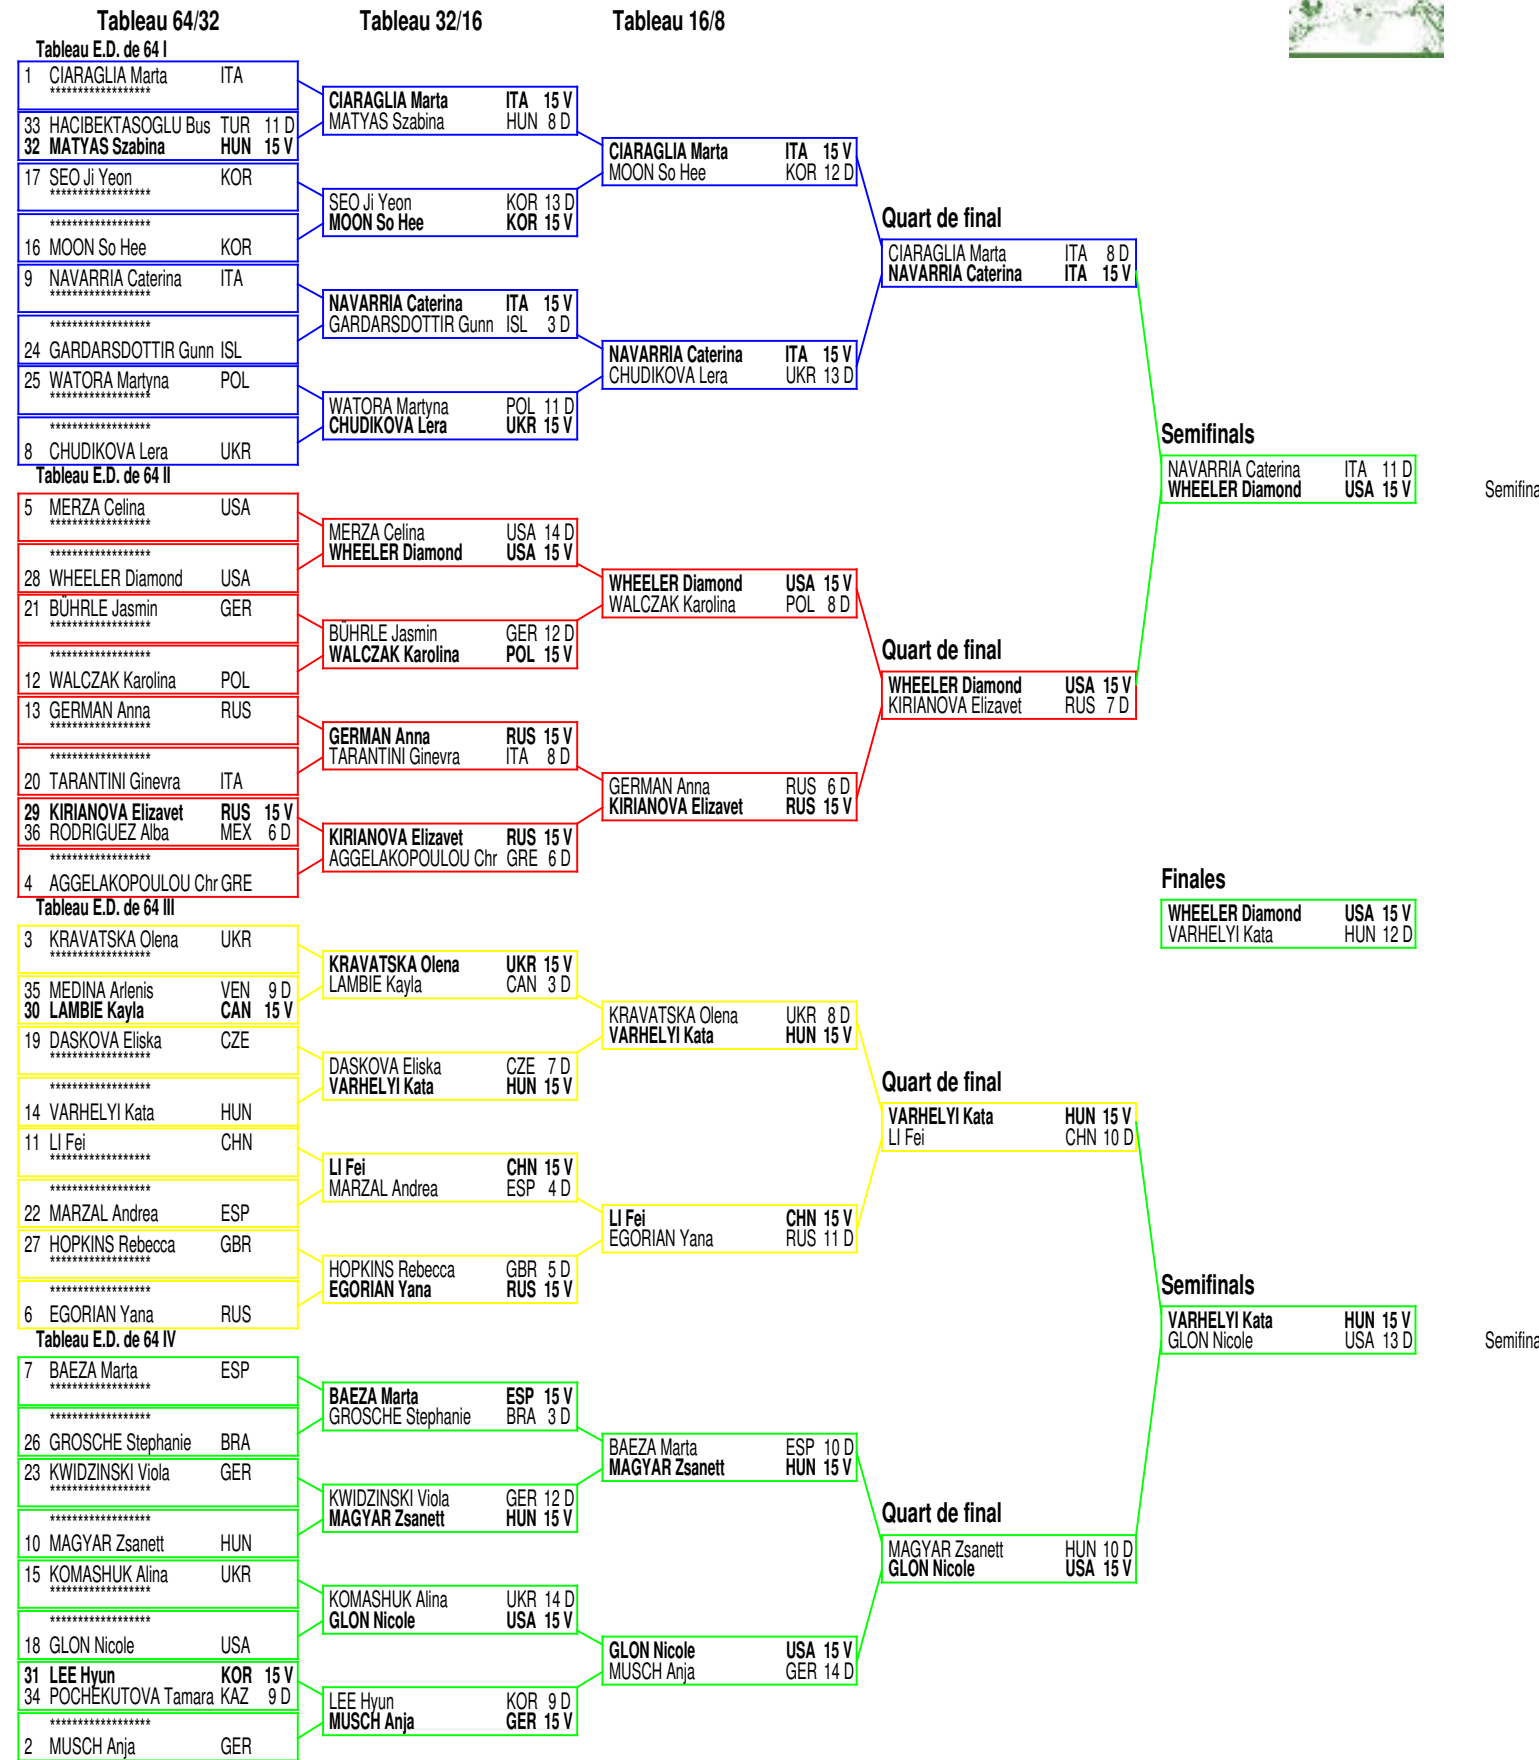 Tableau 64/32 Tableau 32/16 Tableau 16/8
Tableau E.D. de 64 I
1 CIARAGLIA Marta ITA
******************
33 HACIBEKTASOGLU Bus TUR 11 D
32 MATYAS Szabina HUN 15 V
17 SEO Ji Yeon KOR
******************
******************
16 MOON So Hee KOR
9 NAVARRIA Caterina ITA
******************
******************
24 GARDARSDOTTIR Gunn ISL
25 WATORA Martyna POL
******************
******************
8 CHUDIKOVA Lera UKR
Tableau E.D. de 64 II
5 MERZA Celina USA
******************
******************
28 WHEELER Diamond USA
21 BÜHRLE Jasmin GER
******************
******************
12 WALCZAK Karolina POL
13 GERMAN Anna RUS
******************
******************
20 TARANTINI Ginevra ITA
29 KIRIANOVA Elizavet RUS 15 V
36 RODRIGUEZ Alba MEX 6 D
******************
4 AGGELAKOPOULOU Chr GRE
Tableau E.D. de 64 III
3 KRAVATSKA Olena UKR
******************
35 MEDINA Arlenis VEN 9 D
30 LAMBIE Kayla CAN 15 V
19 DASKOVA Eliska CZE
******************
******************
14 VARHELYI Kata HUN
11 LI Fei CHN
******************
******************
22 MARZAL Andrea ESP
27 HOPKINS Rebecca GBR
******************
******************
6 EGORIAN Yana RUS
Tableau E.D. de 64 IV
7 BAEZA Marta ESP
******************
******************
26 GROSCHE Stephanie BRA
23 KWIDZINSKI Viola GER
******************
******************
10 MAGYAR Zsanett HUN
15 KOMASHUK Alina UKR
******************
******************
18 GLON Nicole USA
31 LEE Hyun KOR 15 V
34 POCHEKUTOVA Tamara KAZ 9 D
******************
2 MUSCH Anja GER
CIARAGLIA Marta ITA 15 V
MATYAS Szabina HUN 8 D
SEO Ji Yeon KOR 13 D
MOON So Hee KOR 15 V
NAVARRIA Caterina ITA 15 V
GARDARSDOTTIR Gunn ISL 3 D
WATORA Martyna POL 11 D
CHUDIKOVA Lera UKR 15 V
MERZA Celina USA 14 D
WHEELER Diamond USA 15 V
BÜHRLE Jasmin GER 12 D
WALCZAK Karolina POL 15 V
GERMAN Anna RUS 15 V
TARANTINI Ginevra ITA 8 D
KIRIANOVA Elizavet RUS 15 V
AGGELAKOPOULOU Chr GRE 6 D
KRAVATSKA Olena UKR 15 V
LAMBIE Kayla CAN 3 D
DASKOVA Eliska CZE 7 D
VARHELYI Kata HUN 15 V
LI Fei CHN 15 V
MARZAL Andrea ESP 4 D
HOPKINS Rebecca GBR 5 D
EGORIAN Yana RUS 15 V
BAEZA Marta ESP 15 V
GROSCHE Stephanie BRA 3 D
KWIDZINSKI Viola GER 12 D
MAGYAR Zsanett HUN 15 V
KOMASHUK Alina UKR 14 D
GLON Nicole USA 15 V
LEE Hyun KOR 9 D
MUSCH Anja GER 15 V
CIARAGLIA Marta ITA 15 V
MOON So Hee KOR 12 D
NAVARRIA Caterina ITA 15 V
CHUDIKOVA Lera UKR 13 D
WHEELER Diamond USA 15 V
WALCZAK Karolina POL 8 D
GERMAN Anna RUS 6 D
KIRIANOVA Elizavet RUS 15 V
KRAVATSKA Olena UKR 8 D
VARHELYI Kata HUN 15 V
LI Fei CHN 15 V
EGORIAN Yana RUS 11 D
BAEZA Marta ESP 10 D
MAGYAR Zsanett HUN 15 V
GLON Nicole USA 15 V
MUSCH Anja GER 14 D
Quart de final
CIARAGLIA Marta ITA 8 D
NAVARRIA Caterina ITA 15 V
Quart de final
WHEELER Diamond USA 15 V
KIRIANOVA Elizavet RUS 7 D
Quart de final
VARHELYI Kata HUN 15 V
LI Fei CHN 10 D
Quart de final
MAGYAR Zsanett HUN 10 D
GLON Nicole USA 15 V
Semifinals
NAVARRIA Caterina ITA 11 D
WHEELER Diamond USA 15 V
Semifina
Finales
WHEELER Diamond USA 15 V
VARHELYI Kata HUN 12 D
Semifinals
VARHELYI Kata HUN 15 V
GLON Nicole USA 13 D
Semifina